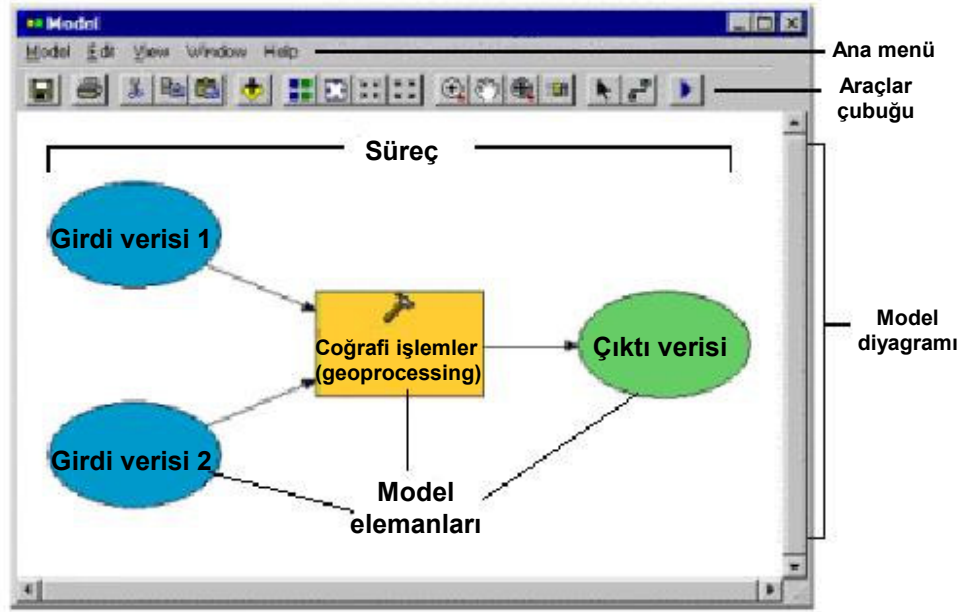 Model
Model Edit View Window Help
Ana menü
Araçlar
çubuğu
Süreç
Girdi verisi 1
Coğrafi işlemler
(geoprocessing)
Çıktı verisi
Model
diyagramı
Girdi verisi 2
Model
elemanları